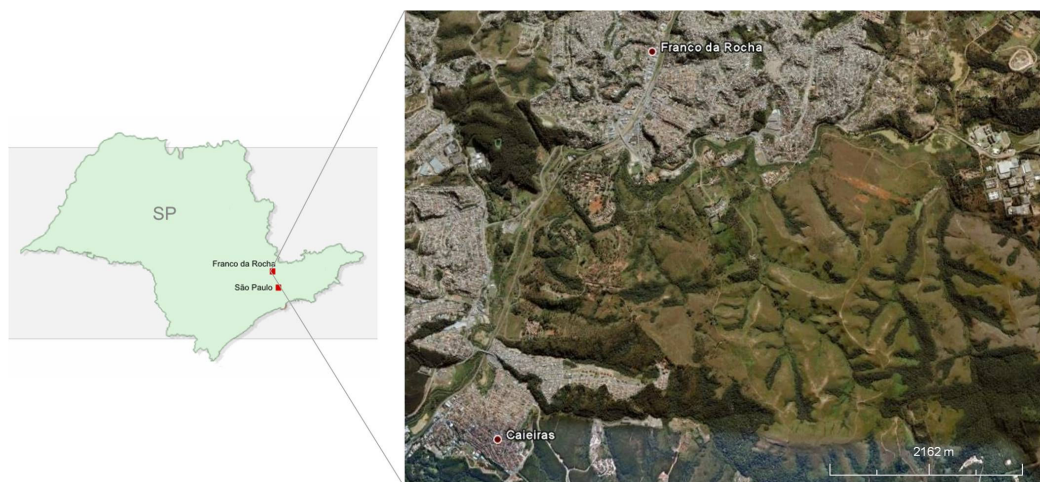 SP
Franco da Rocha
São Paulo
Franco da Rocha
Caieiras
2162 m